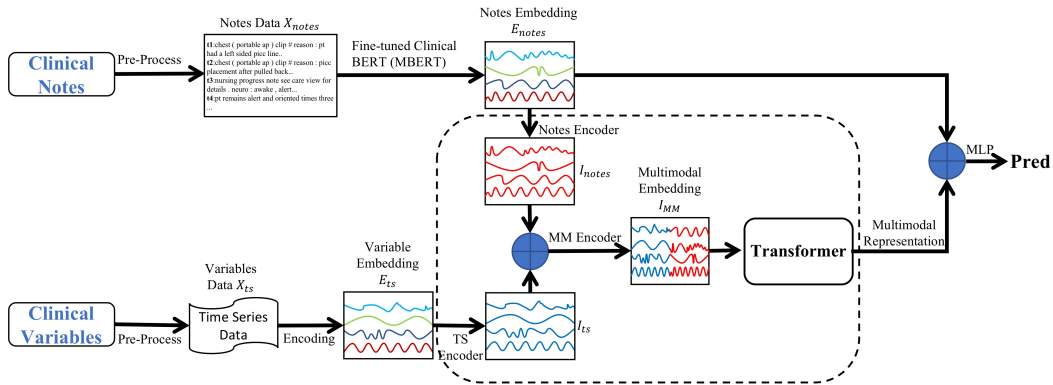 Clinical
Notes
Pre-Process
Notes Data X_notes
t1:chest ( portable ap ) clip # reason : pt
had a left sided picc line..
t2:chest ( portable ap ) clip # reason : picc
placement after pulled back...
t3:nursing progress note see care view for
details . neuro : awake , alert...
t4:pt remains alert and oriented times three
...
Fine-tuned Clinical
BERT (MBERT)
Notes Embedding
E_notes
Notes Encoder
I_notes
Multimodal
Embedding
I_MM
MM Encoder
Transformer
Multimodal
Representation
MLP
Pred
Clinical
Variables
Pre-Process
Variables
Data X_ts
Time Series
Data
Encoding
Variable
Embedding
E_ts
TS
Encoder
I_ts